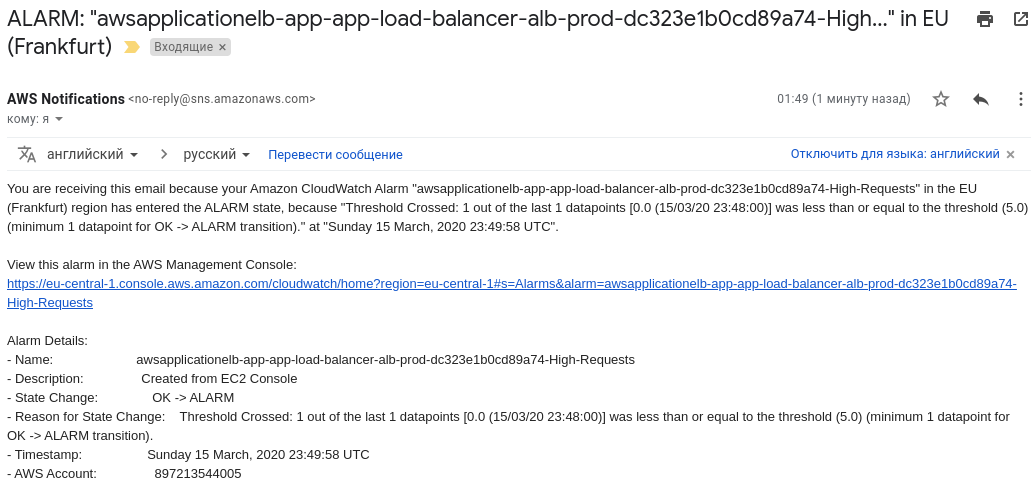 ALARM: "awsapplicationelb-app-app-load-balancer-alb-prod-dc323e1b0cd89a74-High..." in EU
(Frankfurt) Входящие ×
AWS Notifications <no-reply@sns.amazonaws.com> 01:49 (1 минуту назад)
кому: я
английский > русский Перевести сообщение Отключить для языка: английский ×
You are receiving this email because your Amazon CloudWatch Alarm "awsapplicationelb-app-app-load-balancer-alb-prod-dc323e1b0cd89a74-High-Requests" in the EU
(Frankfurt) region has entered the ALARM state, because "Threshold Crossed: 1 out of the last 1 datapoints [0.0 (15/03/20 23:48:00)] was less than or equal to the threshold (5.0)
(minimum 1 datapoint for OK -> ALARM transition)." at "Sunday 15 March, 2020 23:49:58 UTC".
View this alarm in the AWS Management Console:
https://eu-central-1.console.aws.amazon.com/cloudwatch/home?region=eu-central-1#s=Alarms&alarm=awsapplicationelb-app-app-load-balancer-alb-prod-dc323e1b0cd89a74-
High-Requests
Alarm Details:
- Name: awsapplicationelb-app-app-load-balancer-alb-prod-dc323e1b0cd89a74-High-Requests
- Description: Created from EC2 Console
- State Change: OK -> ALARM
- Reason for State Change: Threshold Crossed: 1 out of the last 1 datapoints [0.0 (15/03/20 23:48:00)] was less than or equal to the threshold (5.0) (minimum 1 datapoint for
OK -> ALARM transition).
- Timestamp: Sunday 15 March, 2020 23:49:58 UTC
- AWS Account: 897213544005